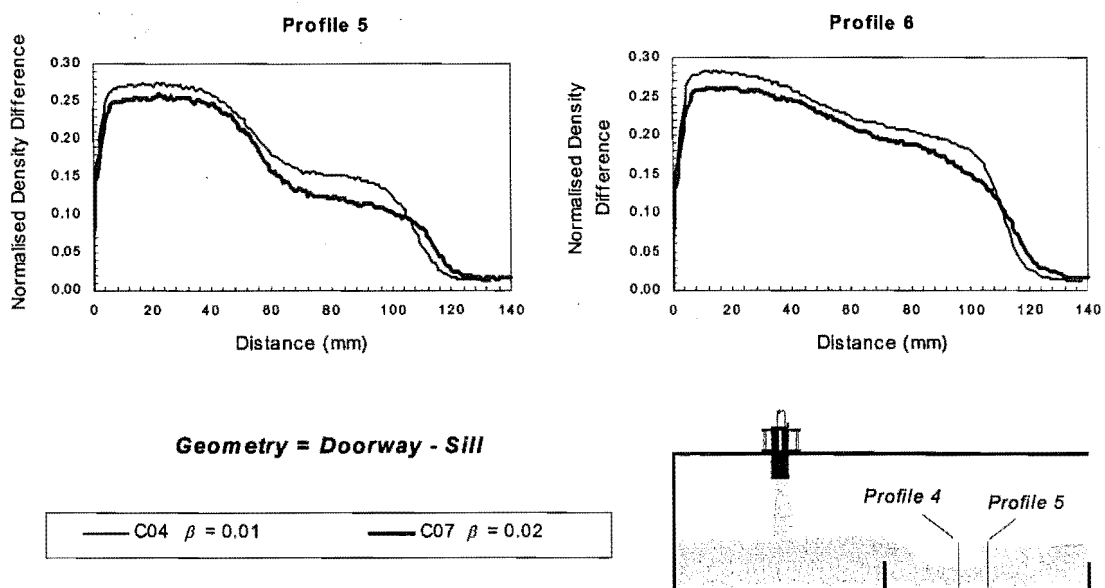 Profile 5
Normalised Density Difference
0.30
0.25
0.20
0.15
0.10
0.05
0.00
0 20 40 60 80 100 120 140
Distance (mm)
Profile 6
Normalised Density
Difference
0.30
0.25
0.20
0.15
0.10
0.05
0.00
0 20 40 60 80 100 120 140
Distance (mm)
Geometry = Doorway - Sill
C04 β = 0.01 C07 β = 0.02
Profile 4
Profile 5